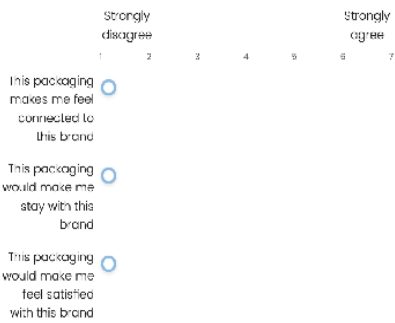 Strongly disagree
Strongly agree
1 2 3 4 5 6 7
This packaging
makes me feel
connected to
this brand
This packaging
would make me
stay with this
brand
This packaging
would make me
feel satisfied
with this brand